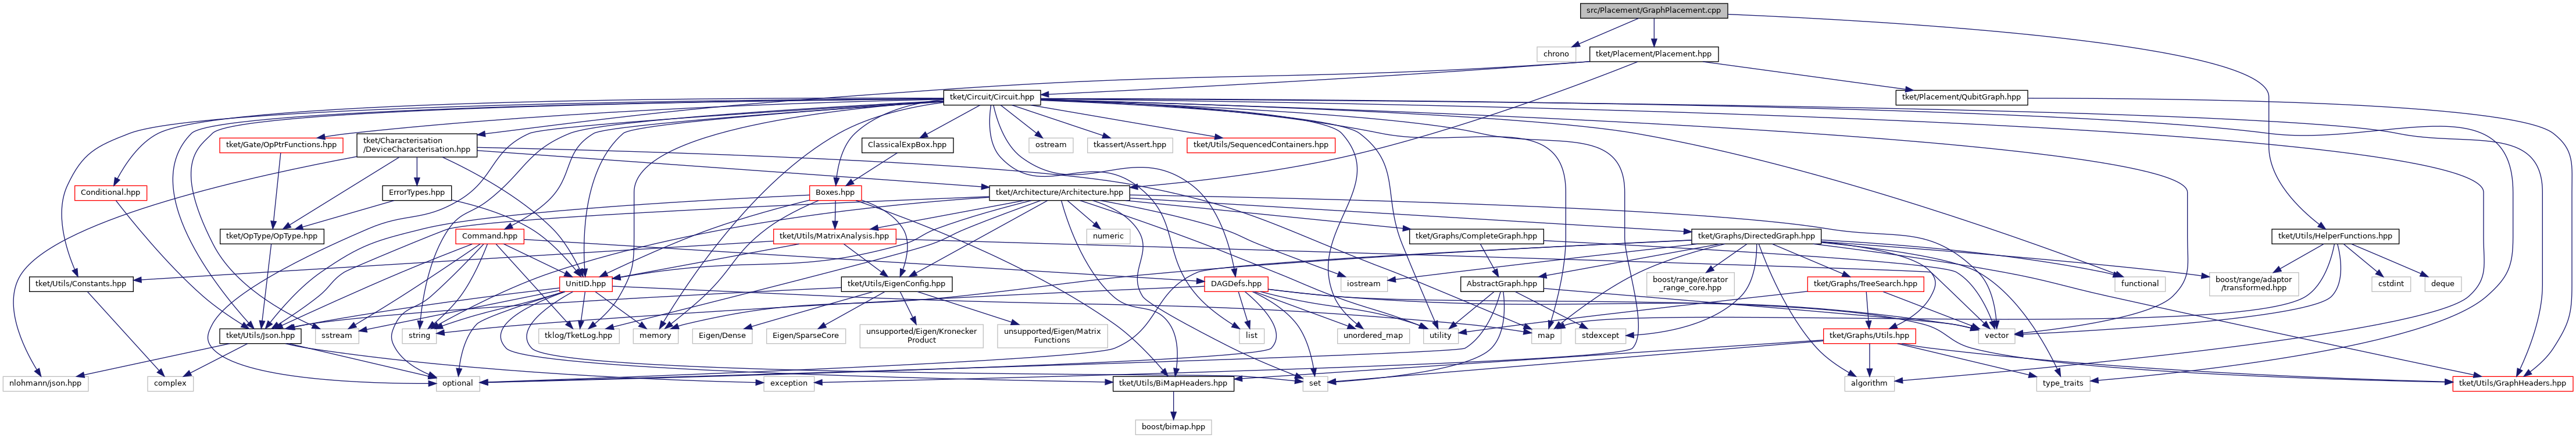 src/Placement/GraphPlacement.cpp
chrono
tket/Placement/Placement.hpp
tket/Circuit/Circuit.hpp
tket/Placement/QubitGraph.hpp
tket/Gate/OpPtrFunctions.hpp
tket/Characterisation
/DeviceCharacterisation.hpp
ClassicalExpBox.hpp
ostream
tkassert/Assert.hpp
tket/Utils/SequencedContainers.hpp
Conditional.hpp
ErrorTypes.hpp
Boxes.hpp
tket/Architecture/Architecture.hpp
tket/OpType/OpType.hpp
Command.hpp
tket/Utils/MatrixAnalysis.hpp
numeric
tket/Graphs/CompleteGraph.hpp
tket/Graphs/DirectedGraph.hpp
tket/Utils/HelperFunctions.hpp
tket/Utils/Constants.hpp
UnitID.hpp
tket/Utils/EigenConfig.hpp
DAGDefs.hpp
iostream
AbstractGraph.hpp
boost/range/iterator
_range_core.hpp
tket/Graphs/TreeSearch.hpp
functional
boost/range/adaptor
/transformed.hpp
cstdint
deque
tket/Utils/Json.hpp
sstream
string
tklog/TketLog.hpp
memory
Eigen/Dense
Eigen/SparseCore
unsupported/Eigen/Kronecker
Product
unsupported/Eigen/Matrix
Functions
list
unordered_map
utility
map
stdexcept
tket/Graphs/Utils.hpp
vector
nlohmann/json.hpp
complex
optional
exception
tket/Utils/BiMapHeaders.hpp
set
algorithm
type_traits
tket/Utils/GraphHeaders.hpp
boost/bimap.hpp